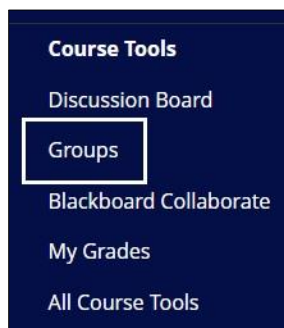 Course Tools
Discussion Board
Groups
Blackboard Collaborate
My Grades
All Course Tools